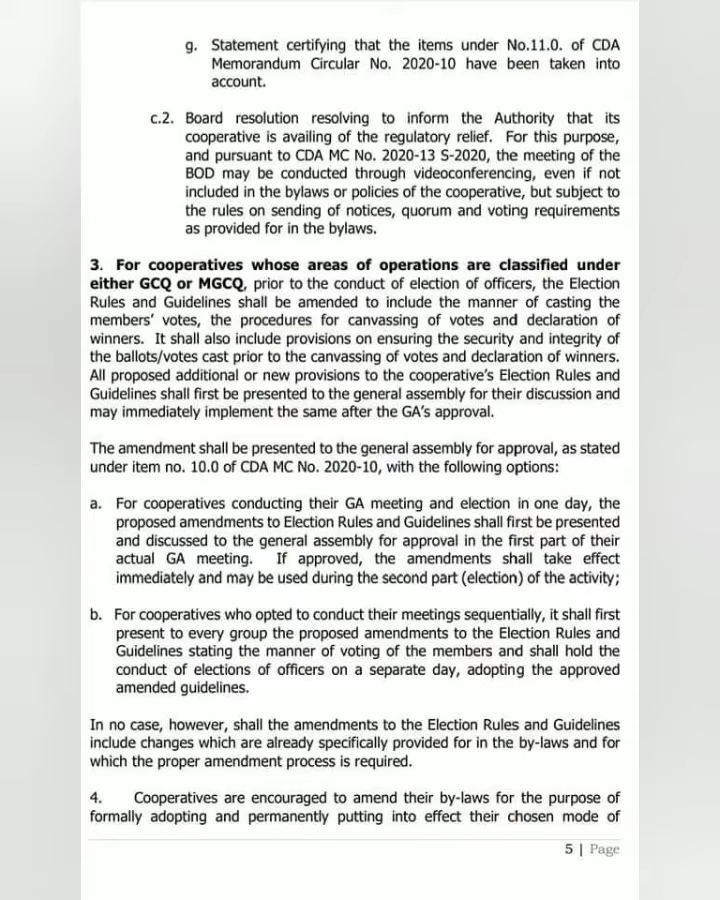 g. Statement certifying that the items under No.11.0. of CDA
Memorandum Circular No. 2020-10 have been taken into
account.
c.2. Board resolution resolving to inform the Authority that its
cooperative is availing of the regulatory relief. For this purpose,
and pursuant to CDA MC No. 2020-13 S-2020, the meeting of the
BOD may be conducted through videoconferencing, even if not
included in the bylaws or policies of the cooperative, but subject to
the rules on sending of notices, quorum and voting requirements
as provided for in the bylaws.
3. For cooperatives whose areas of operations are classified under
either GCQ or MGCQ, prior to the conduct of election of officers, the Election
Rules and Guidelines shall be amended to include the manner of casting the
members' votes, the procedures for canvassing of votes and declaration of
winners. It shall also include provisions on ensuring the security and integrity of
the ballots/votes cast prior to the canvassing of votes and declaration of winners.
All proposed additional or new provisions to the cooperative's Election Rules and
Guidelines shall first be presented to the general assembly for their discussion and
may immediately implement the same after the GA's approval.
The amendment shall be presented to the general assembly for approval, as stated
under item no. 10.0 of CDA MC No. 2020-10, with the following options:
a. For cooperatives conducting their GA meeting and election in one day, the
proposed amendments to Election Rules and Guidelines shall first be presented
and discussed to the general assembly for approval in the first part of their
actual GA meeting. If approved, the amendments shall take effect
immediately and may be used during the second part (election) of the activity;
b. For cooperatives who opted to conduct their meetings sequentially, it shall first
present to every group the proposed amendments to the Election Rules and
Guidelines stating the manner of voting of the members and shall hold the
conduct of elections of officers on a separate day, adopting the approved
amended guidelines.
In no case, however, shall the amendments to the Election Rules and Guidelines
include changes which are already specifically provided for in the by-laws and for
which the proper amendment process is required.
4. Cooperatives are encouraged to amend their by-laws for the purpose of
formally adopting and permanently putting into effect their chosen mode of
5 | Page